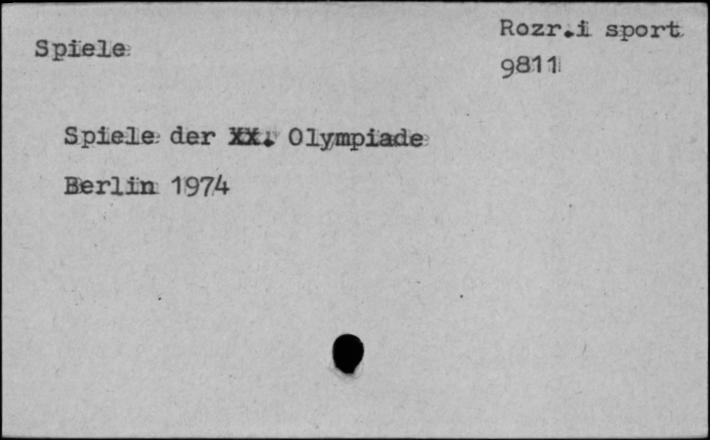 Rozr.i sport
Spiele
9811
Spiele der XX. Olympiade
Berlin 1974